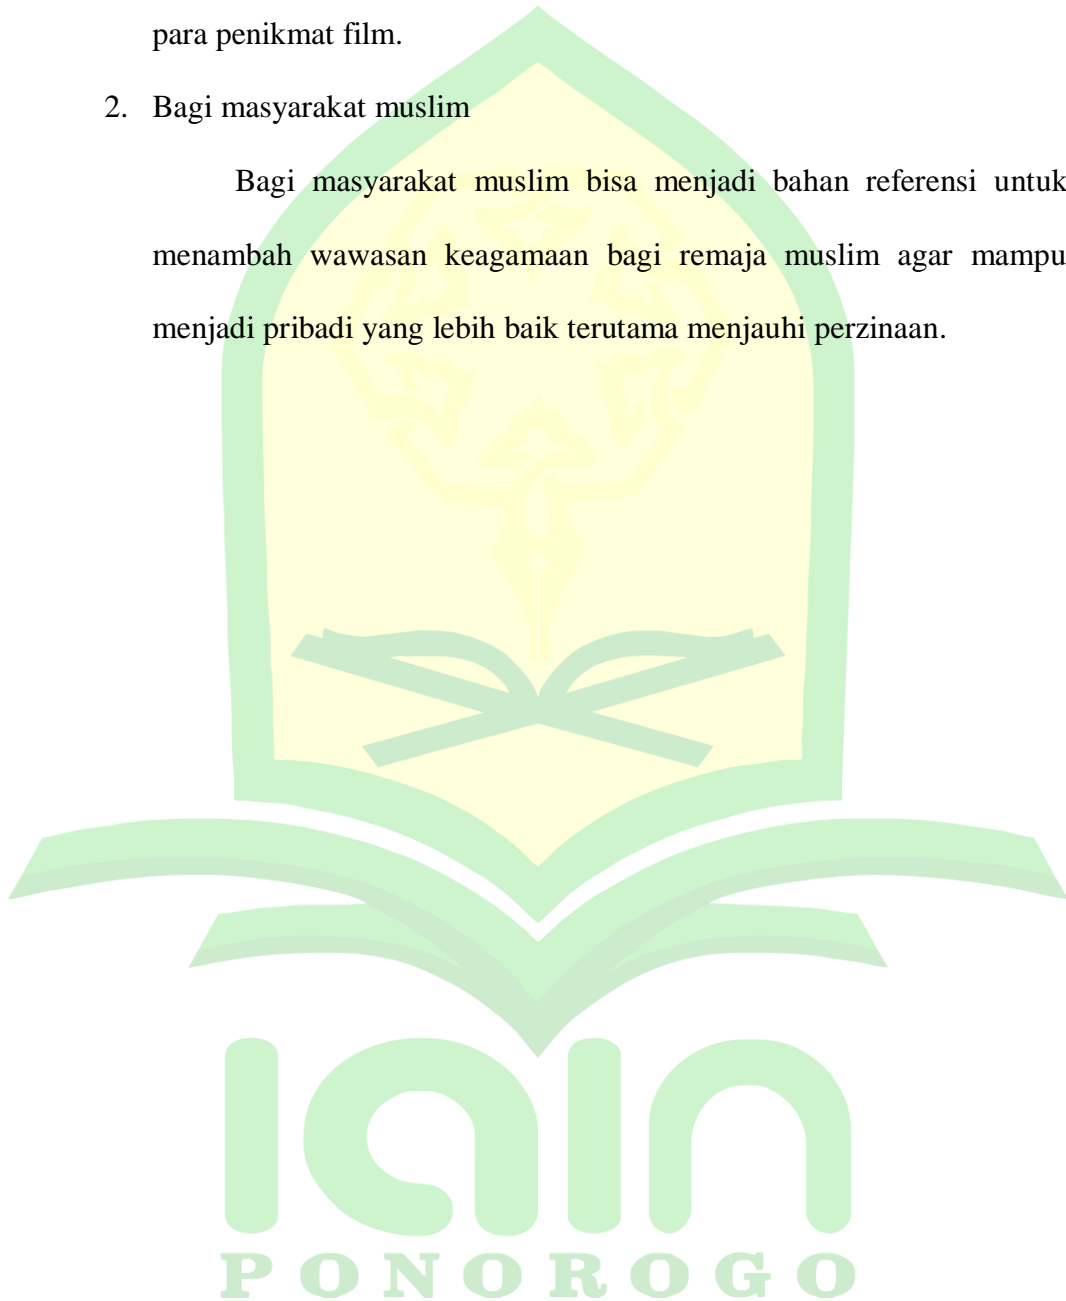 para penikmat film.
2. Bagi masyarakat muslim
Bagi masyarakat muslim bisa menjadi bahan referensi untuk
menambah wawasan keagamaan bagi remaja muslim agar mampu
menjadi pribadi yang lebih baik terutama menjauhi perzinaan.
iain
PONOROGO